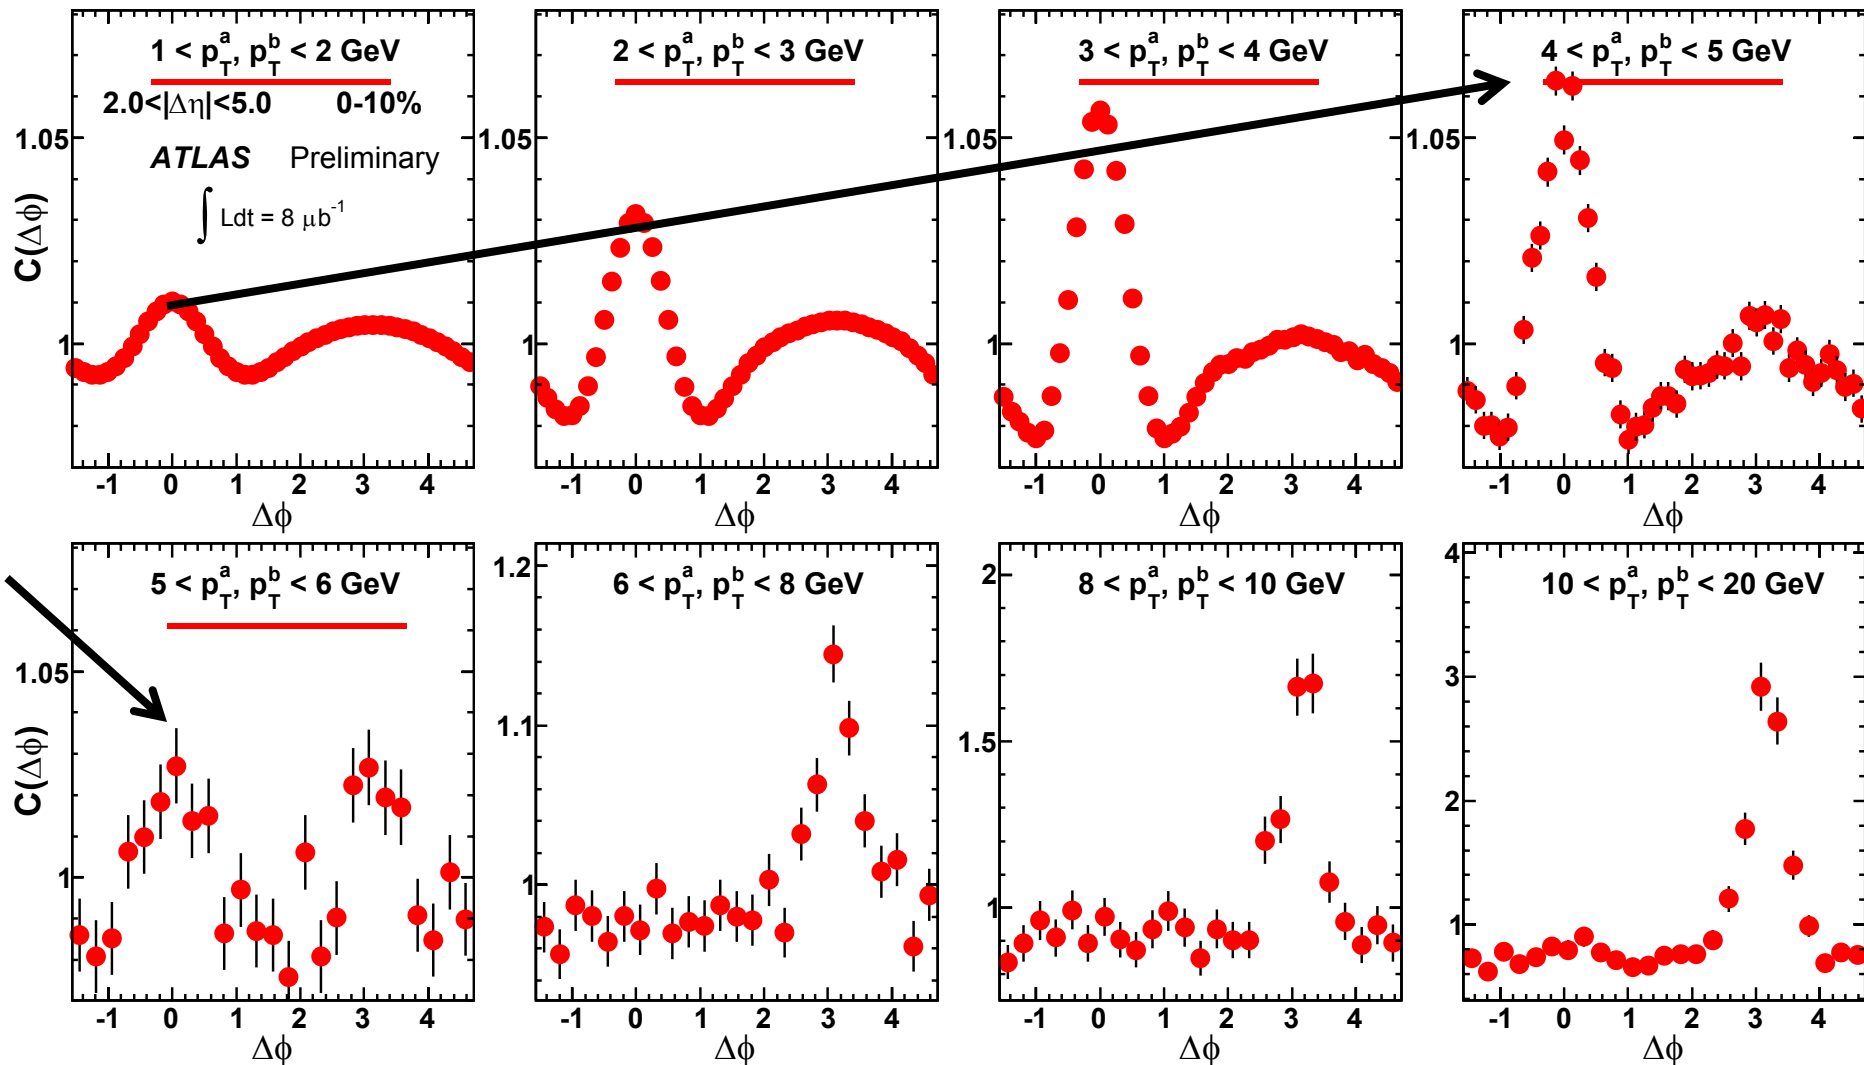 1 < p_T^a, p_T^b < 2 GeV
2.0<|Δη|<5.0 0-10%
ATLAS Preliminary
∫ Ldt = 8 μb^-1
C(Δϕ)
1.05
1
-1 0 1 2 3 4
Δϕ
2 < p_T^a, p_T^b < 3 GeV
1.05
1
-1 0 1 2 3 4
Δϕ
3 < p_T^a, p_T^b < 4 GeV
1.05
1
-1 0 1 2 3 4
Δϕ
4 < p_T^a, p_T^b < 5 GeV
1.05
1
-1 0 1 2 3 4
Δϕ
5 < p_T^a, p_T^b < 6 GeV
C(Δϕ)
1.05
1
-1 0 1 2 3 4
Δϕ
6 < p_T^a, p_T^b < 8 GeV
1.2
1.1
1
-1 0 1 2 3 4
Δϕ
8 < p_T^a, p_T^b < 10 GeV
2
1.5
1
-1 0 1 2 3 4
Δϕ
10 < p_T^a, p_T^b < 20 GeV
4
3
2
1
-1 0 1 2 3 4
Δϕ